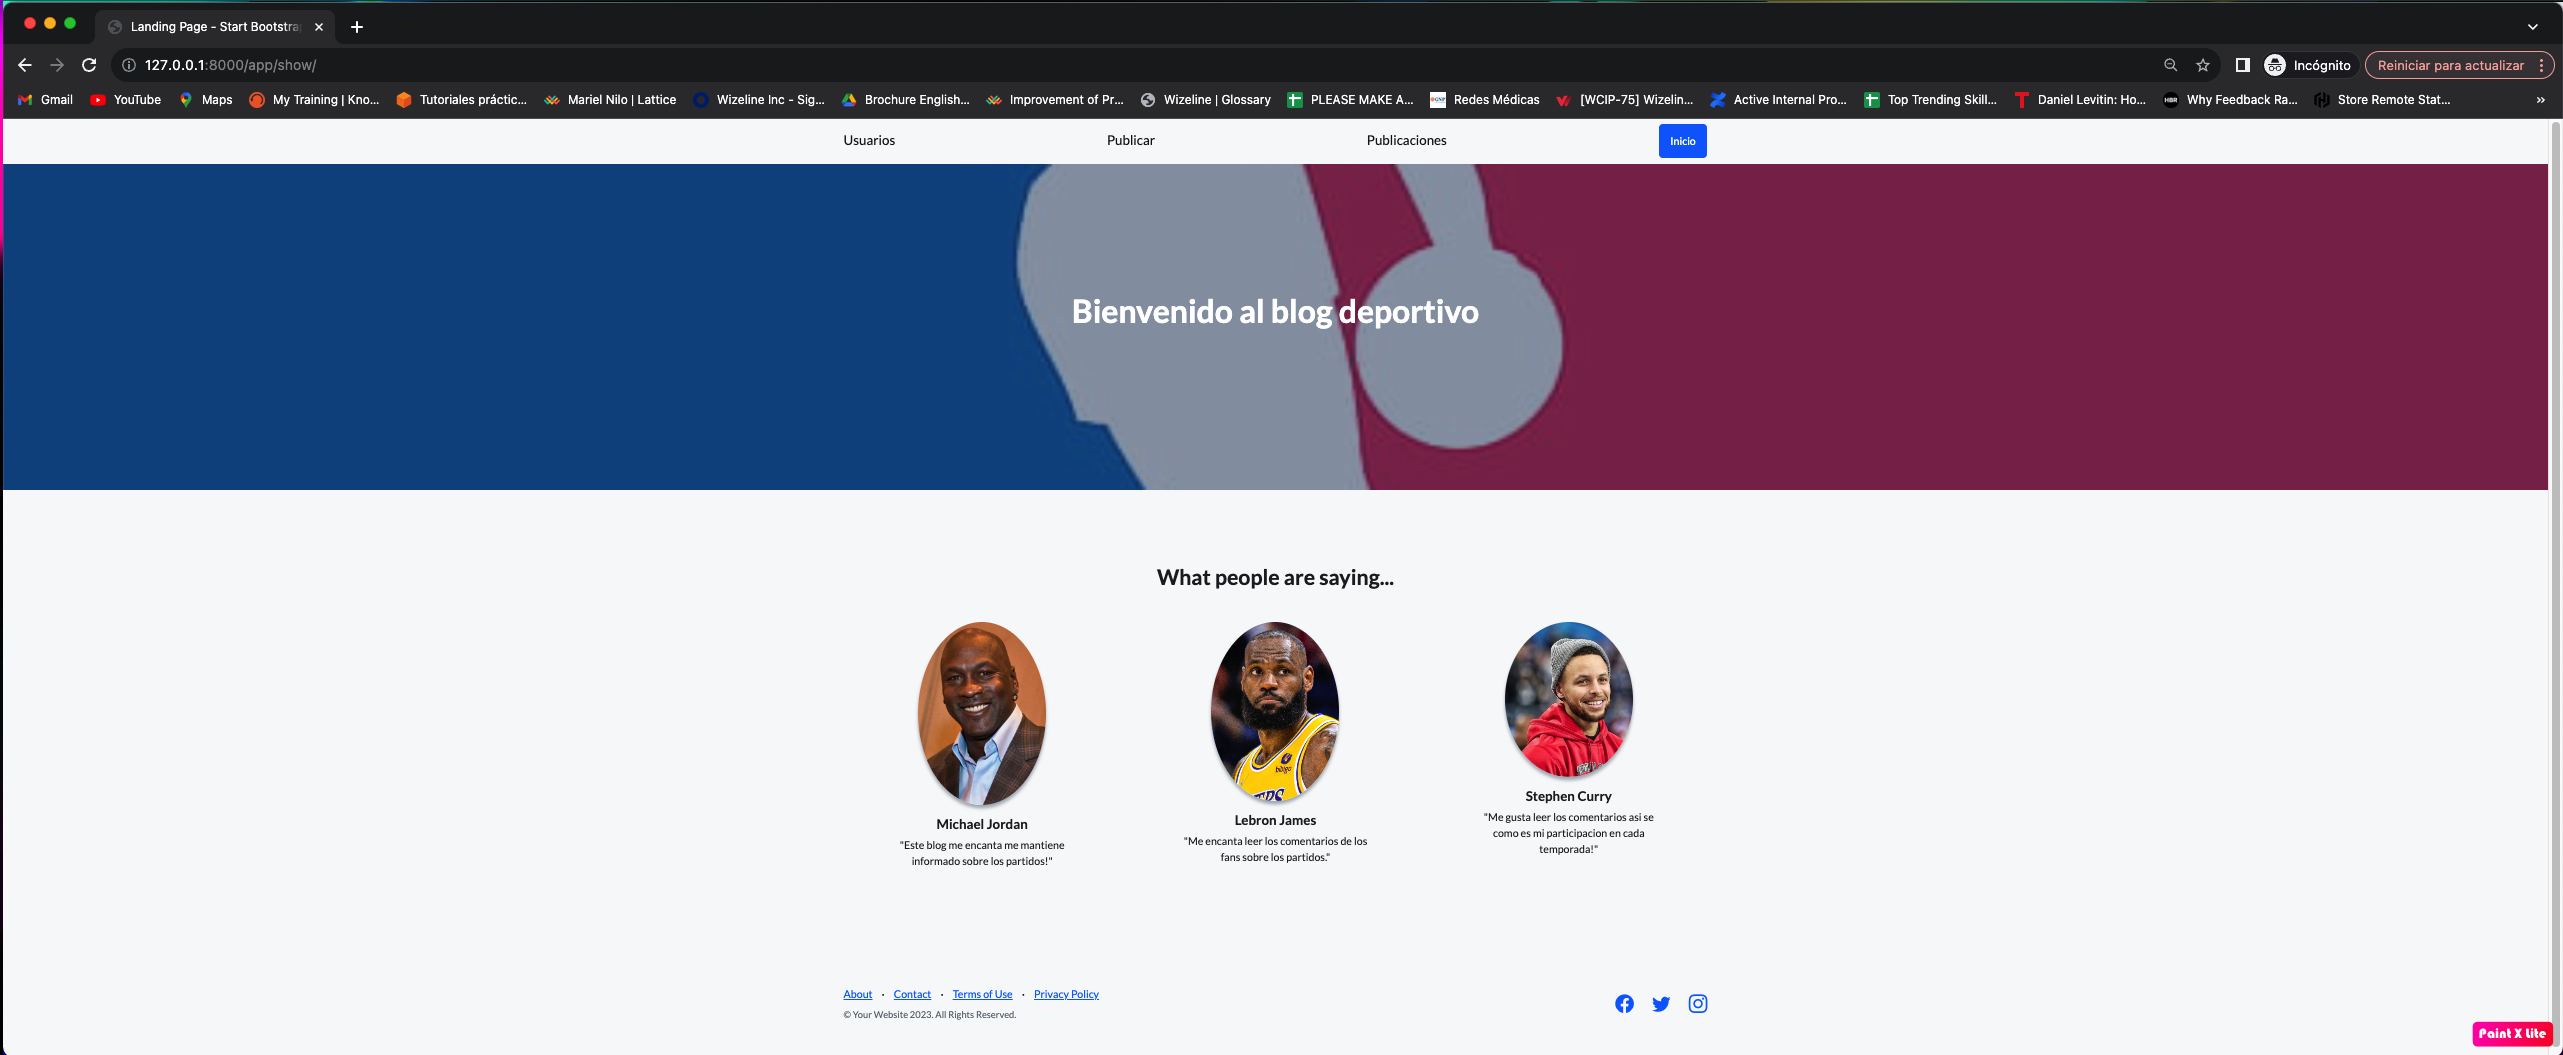 Landing Page - Start Bootstra
127.0.0.1:8000/app/show/
Incógnito
Reiniciar para actualizar
Gmail
YouTube
Maps
My Training | Kno...
Tutoriales práctic...
Mariel Nilo | Lattice
Wizeline Inc - Sig...
Brochure English...
Improvement of Pr...
Wizeline | Glossary
PLEASE MAKE A...
Redes Médicas
[WCIP-75] Wizelin...
Active Internal Pro...
Top Trending Skill...
Daniel Levitin: Ho...
HBR
Why Feedback Ra...
Store Remote Stat...
»
Usuarios
Publicar
Publicaciones
Inicio
Bienvenido al blog deportivo
What people are saying...
bibigo
Michael Jordan
"Este blog me encanta me mantiene
informado sobre los partidos!"
Lebron James
"Me encanta leer los comentarios de los
fans sobre los partidos."
Stephen Curry
"Me gusta leer los comentarios asi se
como es mi participacion en cada
temporada!"
About · Contact · Terms of Use · Privacy Policy
© Your Website 2023. All Rights Reserved.
Paint X Lite